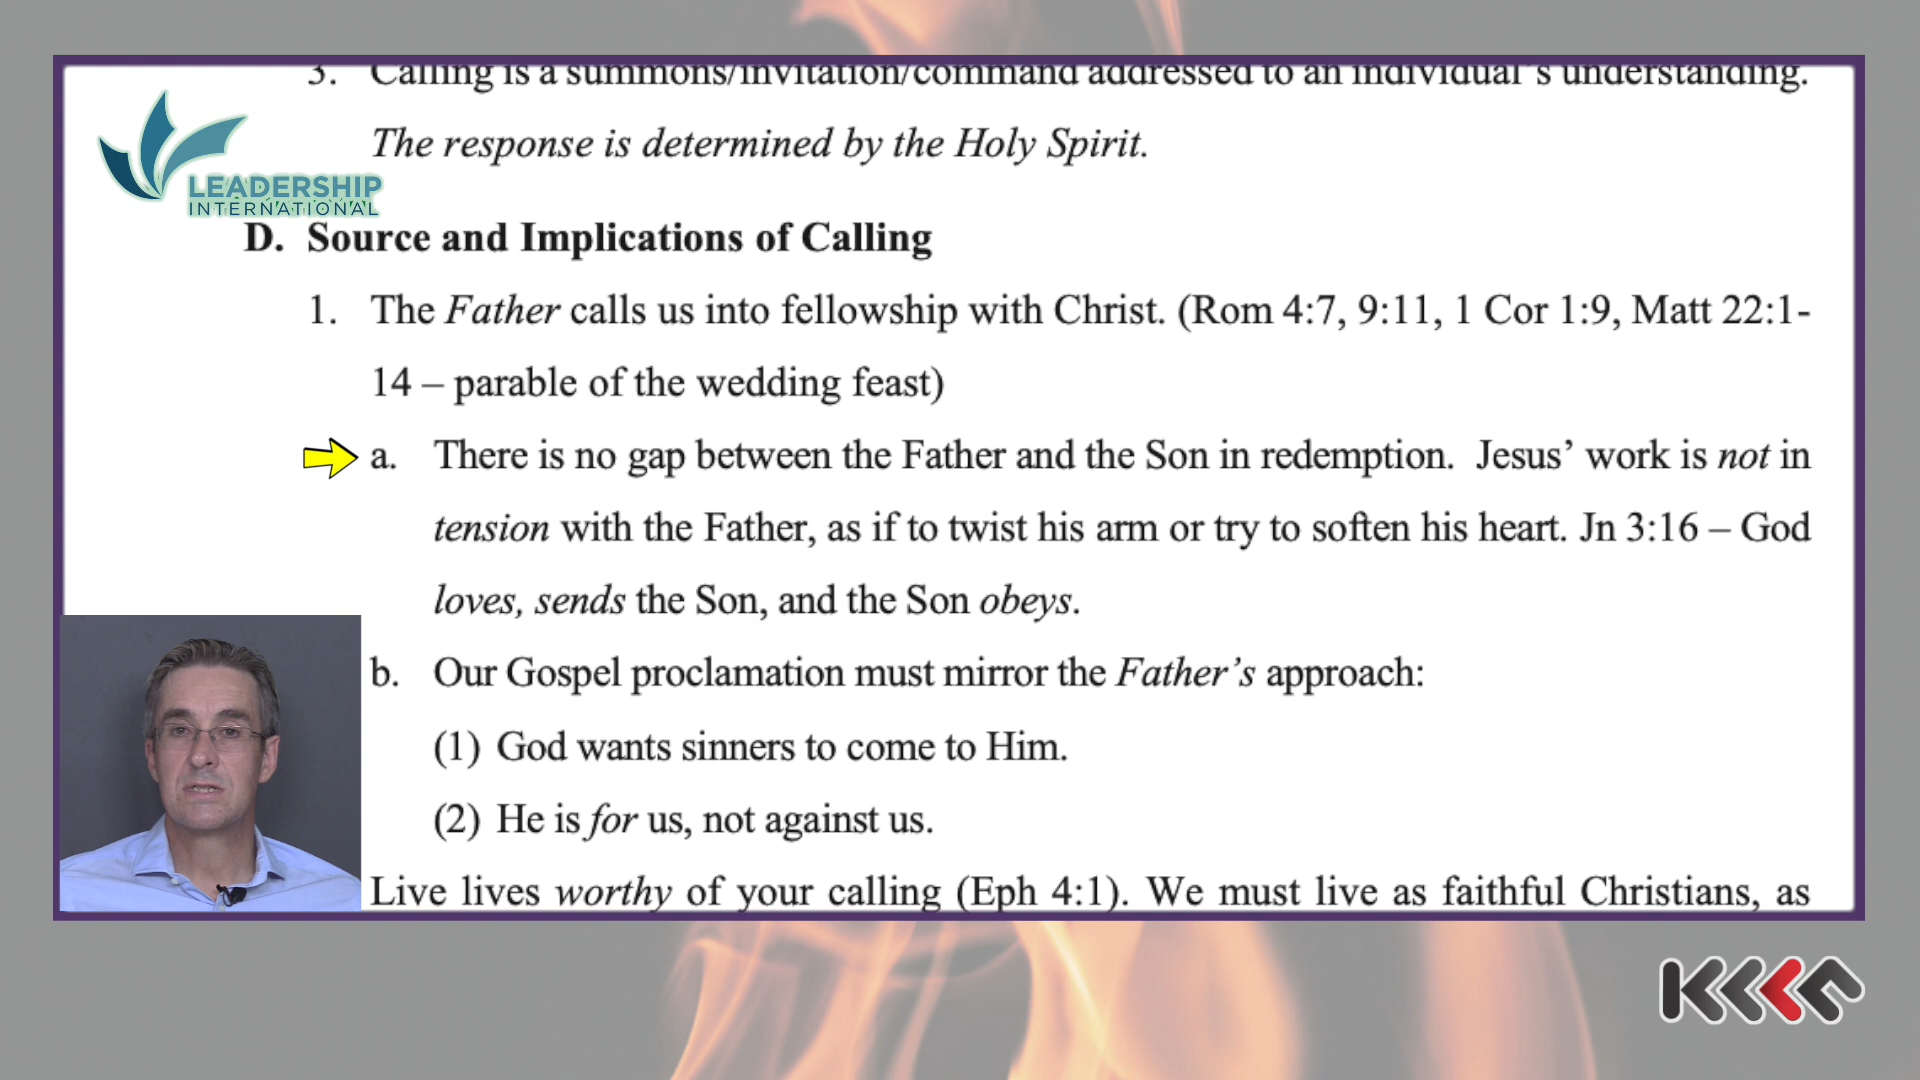 3. Calling is a summons/invitation/command addressed to an individual's understanding.
The response is determined by the Holy Spirit.
LEADERSHIP
INTERNATIONAL
D. Source and Implications of Calling
1. The Father calls us into fellowship with Christ. (Rom 4:7, 9:11, 1 Cor 1:9, Matt 22:1-
14 – parable of the wedding feast)
a. There is no gap between the Father and the Son in redemption. Jesus’ work is not in
tension with the Father, as if to twist his arm or try to soften his heart. Jn 3:16 – God
loves, sends the Son, and the Son obeys.
b. Our Gospel proclamation must mirror the Father’s approach:
(1) God wants sinners to come to Him.
(2) He is for us, not against us.
Live lives worthy of your calling (Eph 4:1). We must live as faithful Christians, as